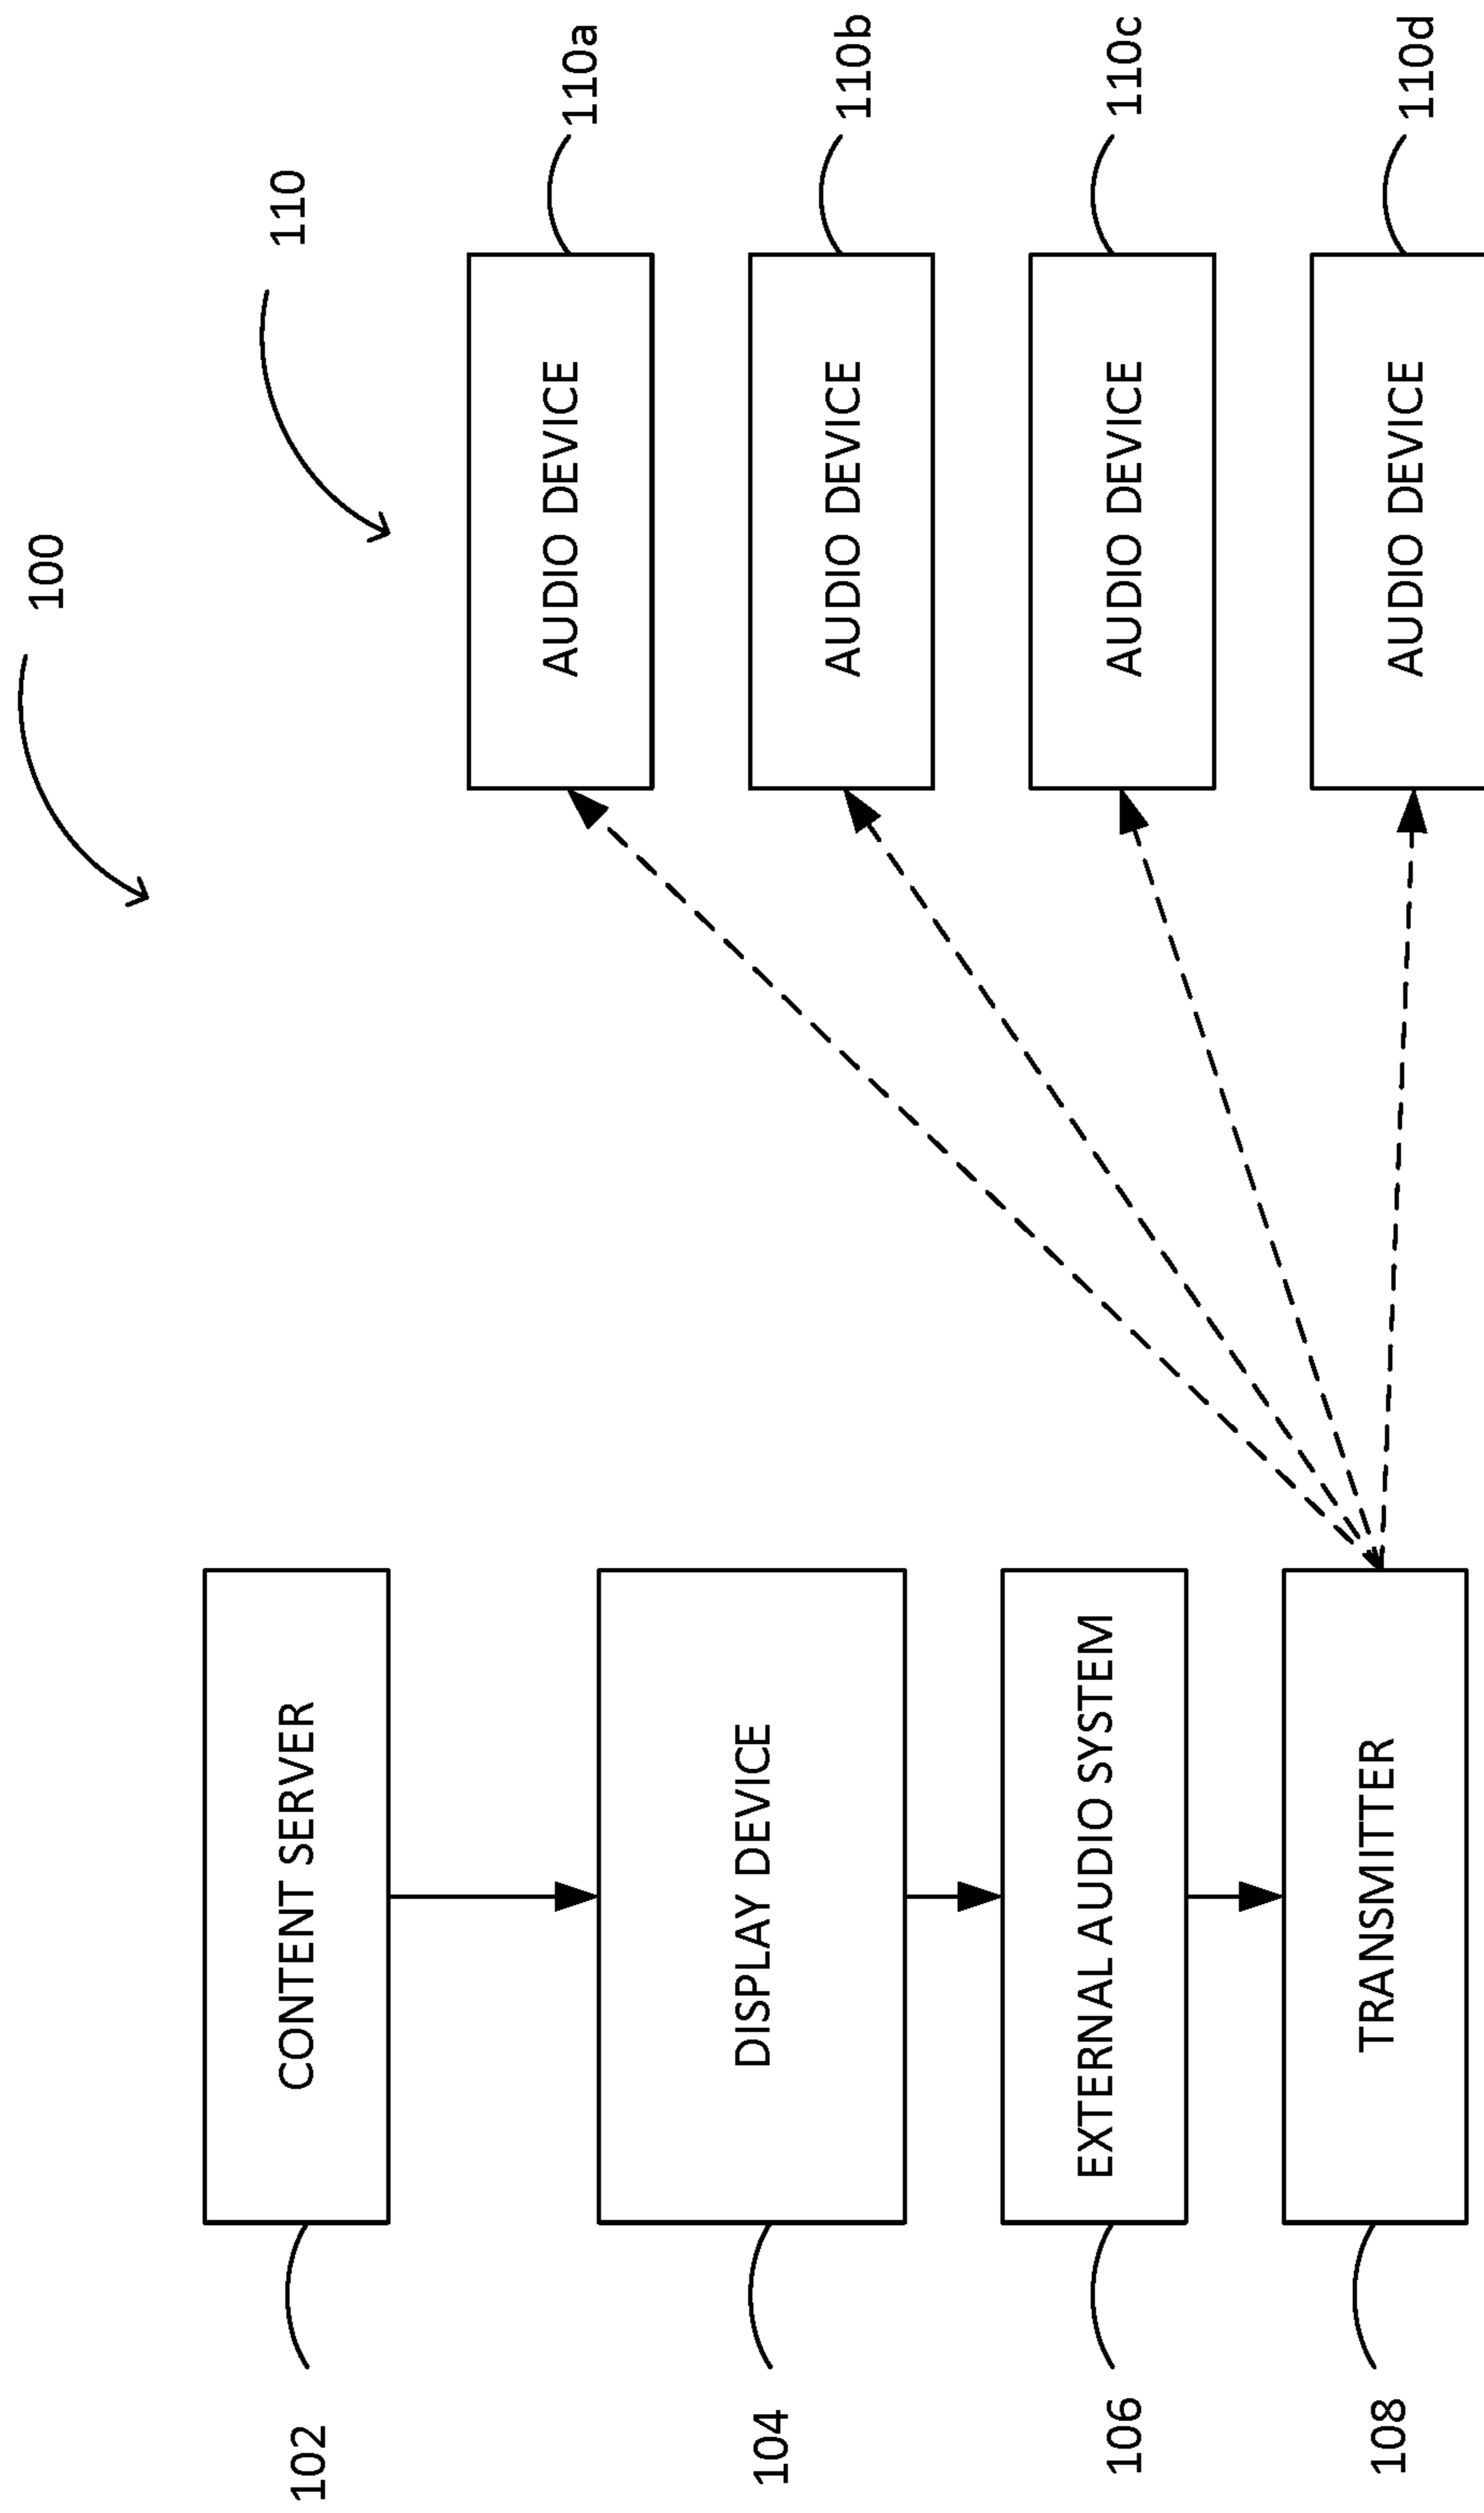 100
110
102
CONTENT SERVER
104
DISPLAY DEVICE
106
EXTERNAL AUDIO SYSTEM
108
TRANSMITTER
AUDIO DEVICE
110a
AUDIO DEVICE
110b
AUDIO DEVICE
110c
AUDIO DEVICE
110d